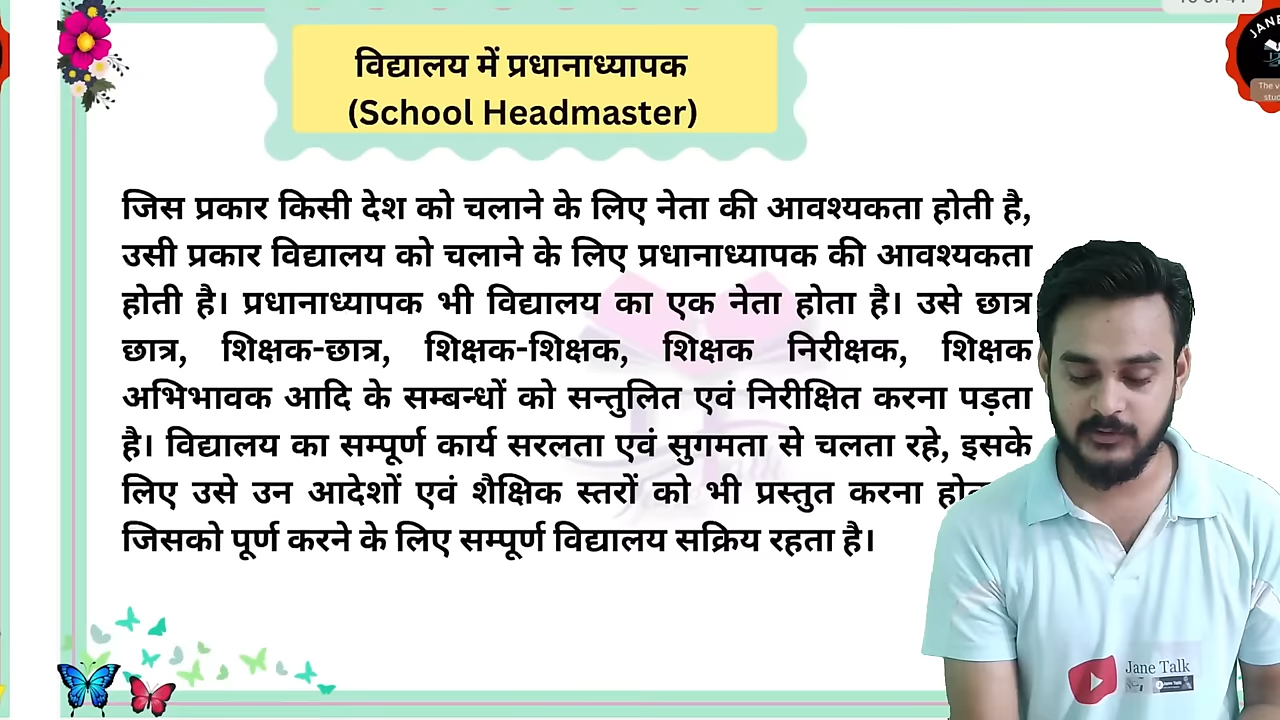 विद्यालय में प्रधानाध्यापक
(School Headmaster)
जिस प्रकार किसी देश को चलाने के लिए नेता की आवश्यकता होती है,
उसी प्रकार विद्यालय को चलाने के लिए प्रधानाध्यापक की आवश्यकता
होती है। प्रधानाध्यापक भी विद्यालय का एक नेता होता है। उसे छात्र
छात्र, शिक्षक-छात्र, शिक्षक-शिक्षक, शिक्षक निरीक्षक, शिक्षक
अभिभावक आदि के सम्बन्धों को सन्तुलित एवं निरीक्षित करना पड़ता
है। विद्यालय का सम्पूर्ण कार्य सरलता एवं सुगमता से चलता रहे, इसके
लिए उसे उन आदेशों एवं शैक्षिक स्तरों को भी प्रस्तुत करना
जिसको पूर्ण करने के लिए सम्पूर्ण विद्यालय सक्रिय रहता है।
Jane Talk